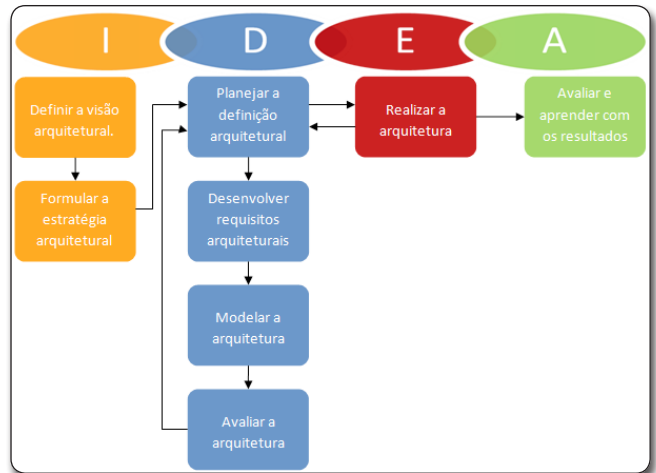 I
D
E
A
Definir a visão
arquitetural.
Formular a
estratégia
arquitetural
Planejar a
definição
arquitetural
Desenvolver
requisitos
arquiteturais
Modelar a
arquitetura
Avaliar a
arquitetura
Realizar a
arquitetura
Avaliar e
aprender com
os resultados